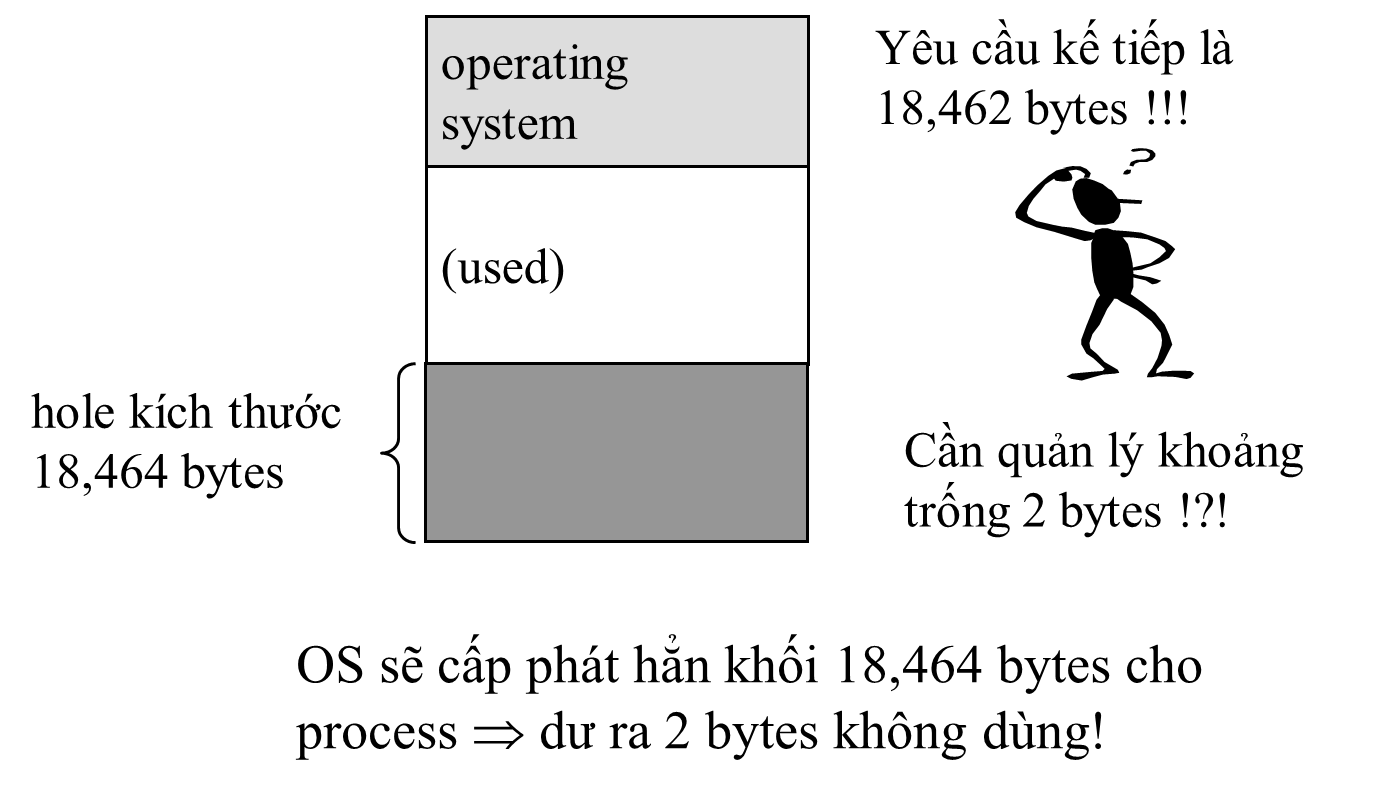 operating
system
Yêu cầu kế tiếp là
18,462 bytes !!!
?
(used)
hole kích thước
18,464 bytes
Cần quản lý khoảng
trống 2 bytes !?!
OS sẽ cấp phát hẳn khối 18,464 bytes cho
process ⇒ dư ra 2 bytes không dùng!